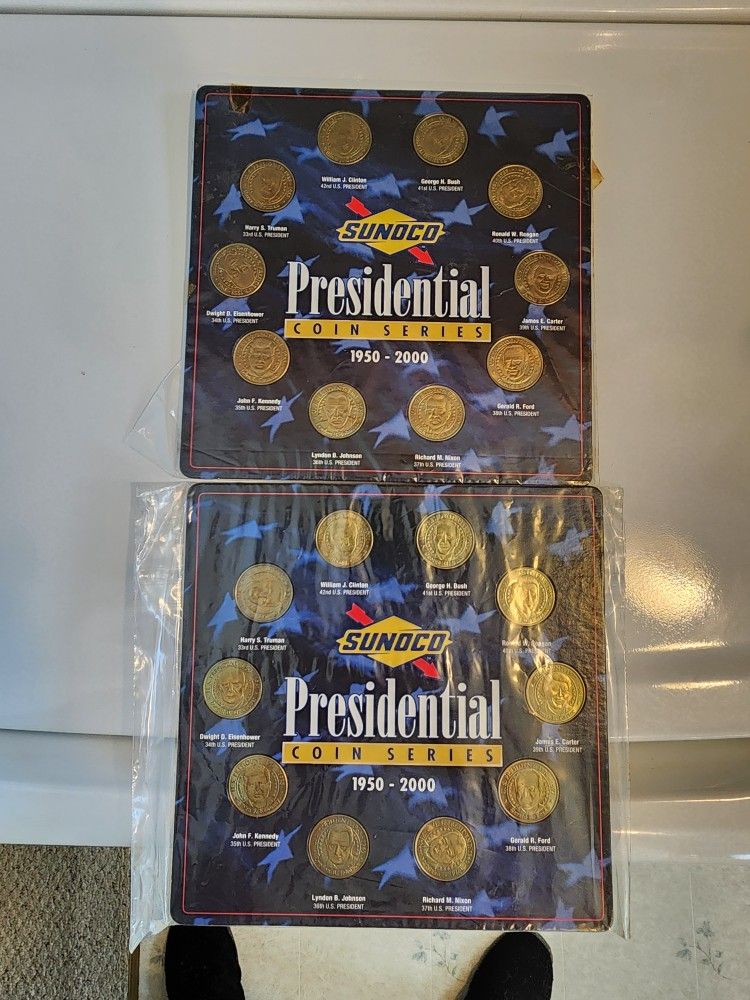 William J. Clinton
42nd U.S. PRESIDENT
George H. Bush
41st U.S. PRESIDENT
Harry S. Truman
33rd U.S. PRESIDENT
Ronald W. Reagan
40th U.S. PRESIDENT
SUNOCO
Dwight D. Eisenhower
34th U.S. PRESIDENT
Presidential
COIN SERIES
1950 - 2000
James E. Carter
39th U.S. PRESIDENT
John F. Kennedy
35th U.S. PRESIDENT
Gerald R. Ford
38th U.S. PRESIDENT
Lyndon B. Johnson
36th U.S. PRESIDENT
Richard M. Nixon
37th U.S. PRESIDENT
William J. Clinton
42nd U.S. PRESIDENT
George H. Bush
41st U.S. PRESIDENT
Harry S. Truman
33rd U.S. PRESIDENT
Ronald W. Reagan
40th U.S. PRESIDENT
SUNOCO
Dwight D. Eisenhower
34th U.S. PRESIDENT
Presidential
COIN SERIES
1950 - 2000
James E. Carter
39th U.S. PRESIDENT
John F. Kennedy
35th U.S. PRESIDENT
Gerald R. Ford
38th U.S. PRESIDENT
Lyndon B. Johnson
36th U.S. PRESIDENT
Richard M. Nixon
37th U.S. PRESIDENT